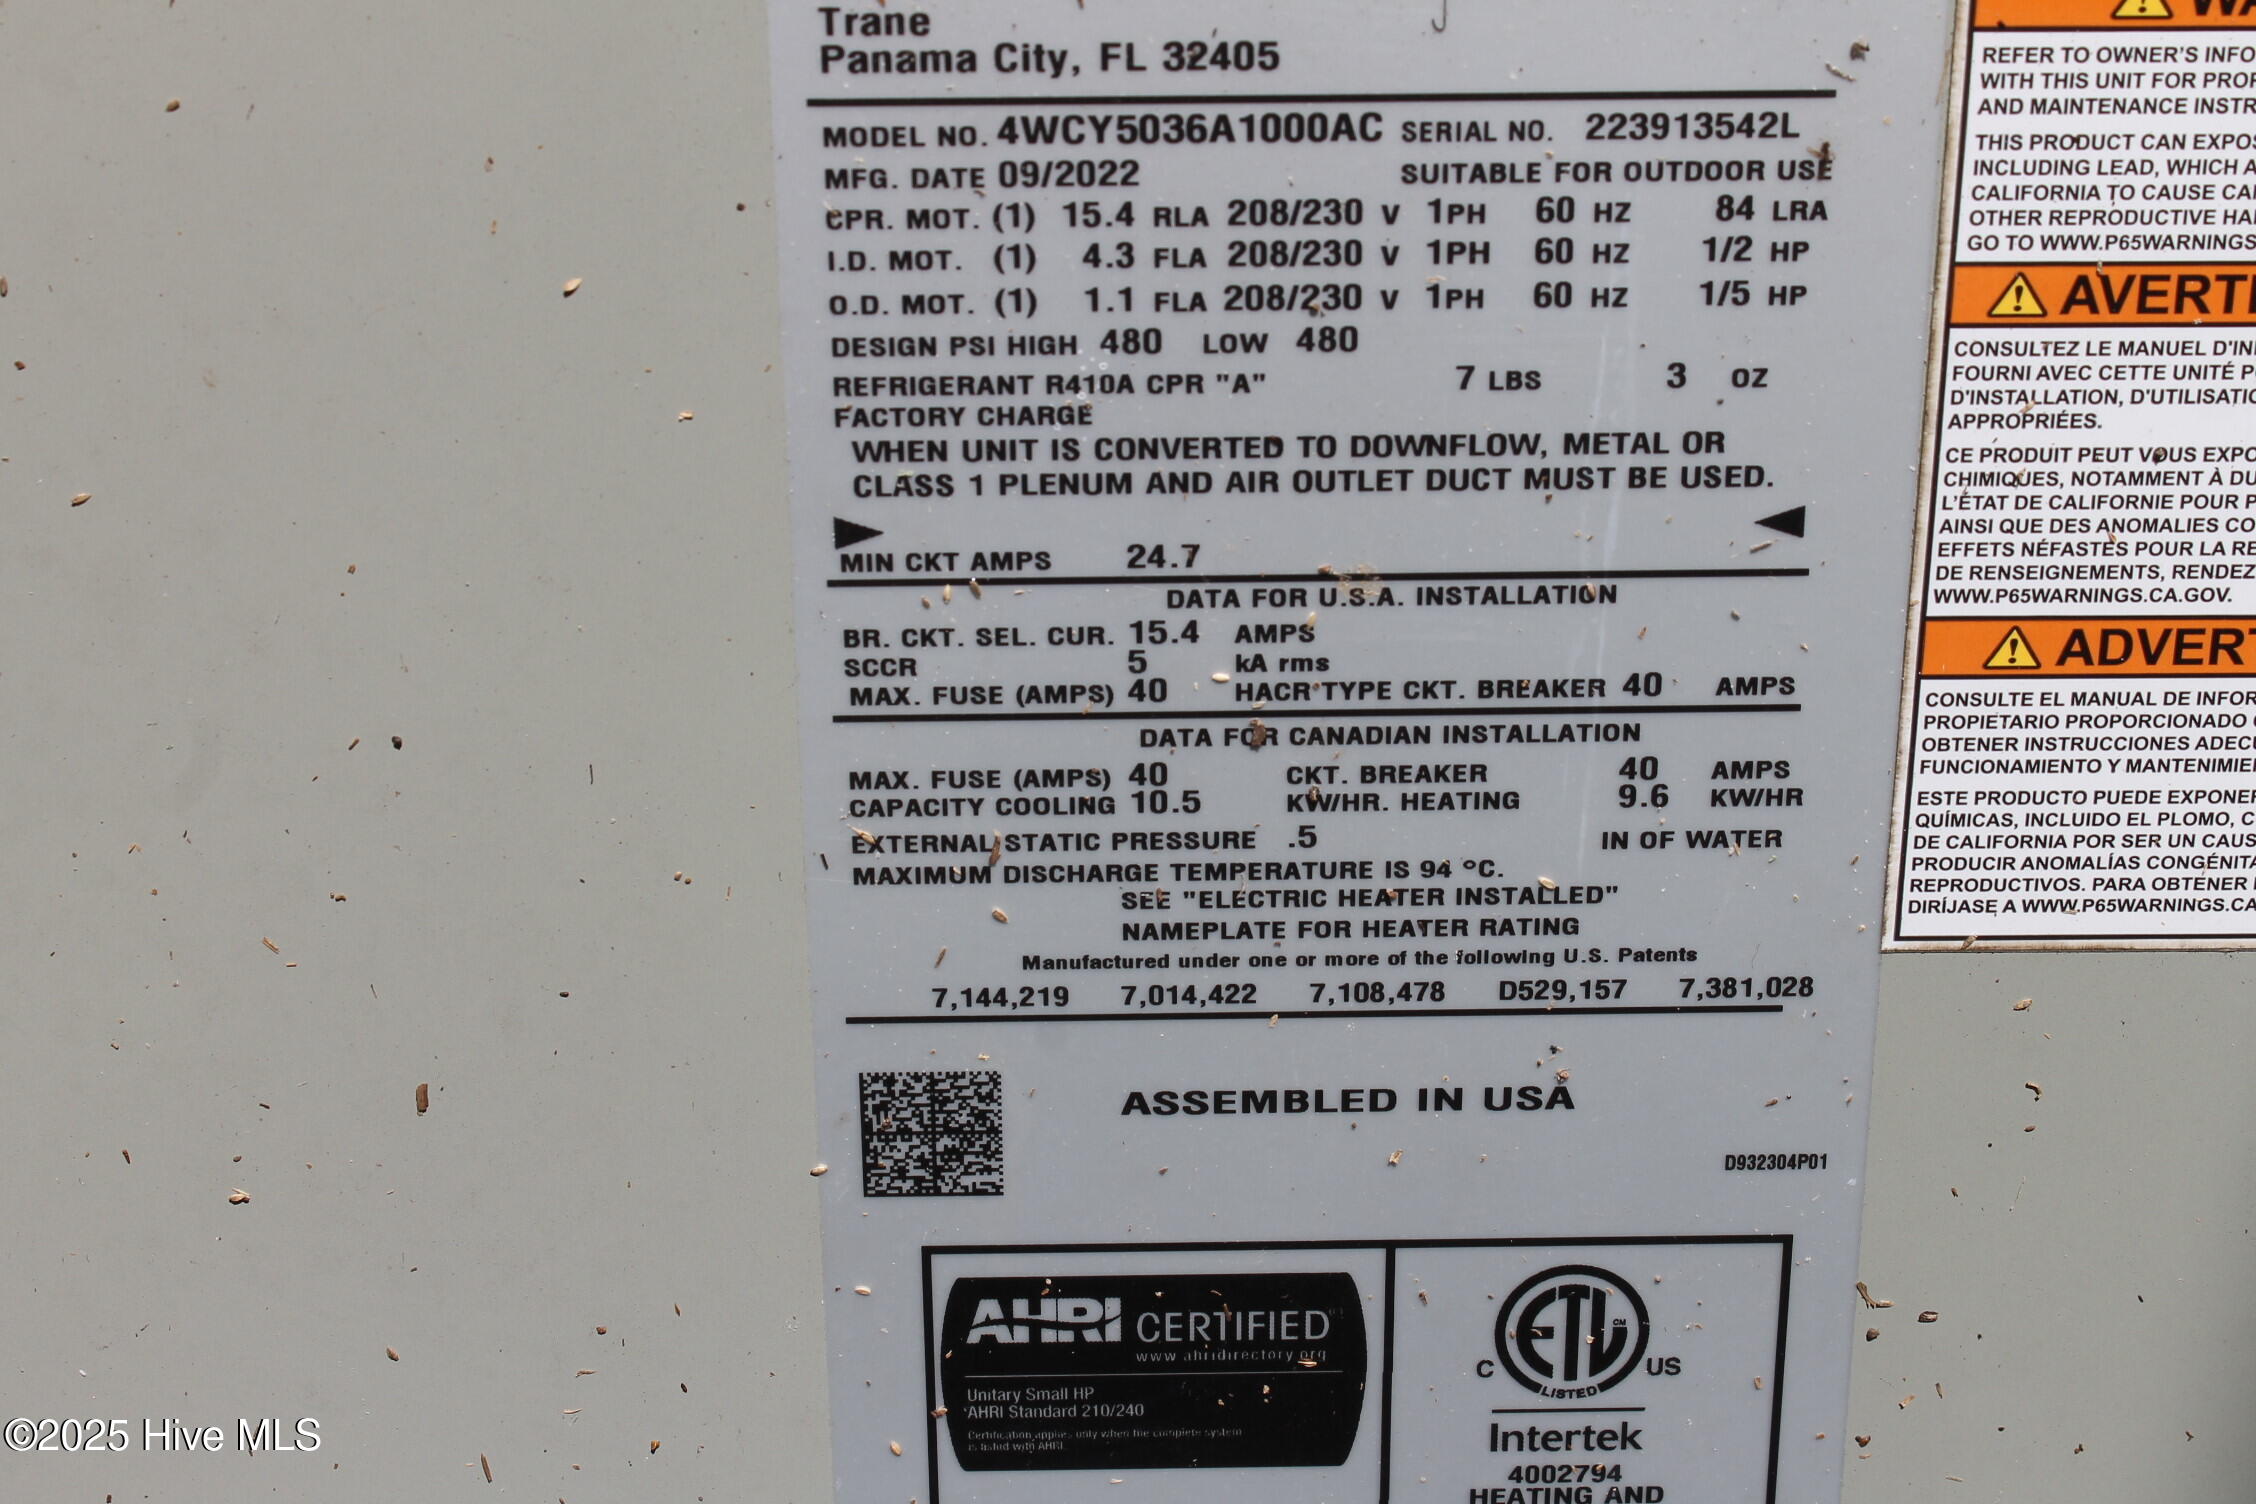 Trane
Panama City, FL 32405
MODEL NO. 4WCY5036A1000AC SERIAL NO. 223913542L
MFG. DATE 09/2022 SUITABLE FOR OUTDOOR USE
CPR. MOT. (1) 15.4 RLA 208/230 V 1PH 60 HZ 84 LRA
I.D. MOT. (1) 4.3 FLA 208/230 V 1PH 60 HZ 1/2 HP
O.D. MOT. (1) 1.1 FLA 208/230 V 1PH 60 HZ 1/5 HP
DESIGN PSI HIGH 480 LOW 480
REFRIGERANT R410A CPR "A" 7 LBS 3 OZ
FACTORY CHARGE
WHEN UNIT IS CONVERTED TO DOWNFLOW, METAL OR
CLASS 1 PLENUM AND AIR OUTLET DUCT MUST BE USED.
MIN CKT AMPS 24.7
DATA FOR U.S.A. INSTALLATION
BR. CKT. SEL. CUR. 15.4 AMPS
SCCR 5 kA rms
MAX. FUSE (AMPS) 40 HACR TYPE CKT. BREAKER 40 AMPS
DATA FOR CANADIAN INSTALLATION
MAX. FUSE (AMPS) 40 CKT. BREAKER 40 AMPS
CAPACITY COOLING 10.5 KW/HR. HEATING 9.6 KW/HR
EXTERNAL STATIC PRESSURE .5 IN OF WATER
MAXIMUM DISCHARGE TEMPERATURE IS 94 °C.
SEE "ELECTRIC HEATER INSTALLED"
NAMEPLATE FOR HEATER RATING
Manufactured under one or more of the following U.S. Patents
7,144,219 7,014,422 7,108,478 D529,157 7,381,028
ASSEMBLED IN USA
D932304P01
AHRI CERTIFIED
www.ahridirectory.org
Unitary Small HP
AHRI Standard 210/240
Certification applies only when the complete system
is listed with AHRI.
ETL CM
C US
LISTED
Intertek
4002794
HEATING AND
WA
REFER TO OWNER'S INFO
WITH THIS UNIT FOR PROP
AND MAINTENANCE INSTR
THIS PRODUCT CAN EXPOS
INCLUDING LEAD, WHICH A
CALIFORNIA TO CAUSE CA
OTHER REPRODUCTIVE HA
GO TO WWW.P65WARNINGS
AVERTI
CONSULTEZ LE MANUEL D'IN
FOURNI AVEC CETTE UNITÉ P
D'INSTALLATION, D'UTILISATIO
APPROPRIÉES.
CE PRODUIT PEUT VOUS EXPO
CHIMIQUES, NOTAMMENT À DU
L'ÉTAT DE CALIFORNIE POUR P
AINSI QUE DES ANOMALIES CO
EFFETS NÉFASTES POUR LA RE
DE RENSEIGNEMENTS, RENDEZ
WWW.P65WARNINGS.CA.GOV.
ADVERT
CONSULTE EL MANUAL DE INFOR
PROPIETARIO PROPORCIONADO
OBTENER INSTRUCCIONES ADECU
FUNCIONAMIENTO Y MANTENIMIE
ESTE PRODUCTO PUEDE EXPONER
QUÍMICAS, INCLUIDO EL PLOMO, C
DE CALIFORNIA POR SER UN CAUS
PRODUCIR ANOMALÍAS CONGÉNITA
REPRODUCTIVOS. PARA OBTENER
DIRÍJASE A WWW.P65WARNINGS.CA
©2025 Hive MLS